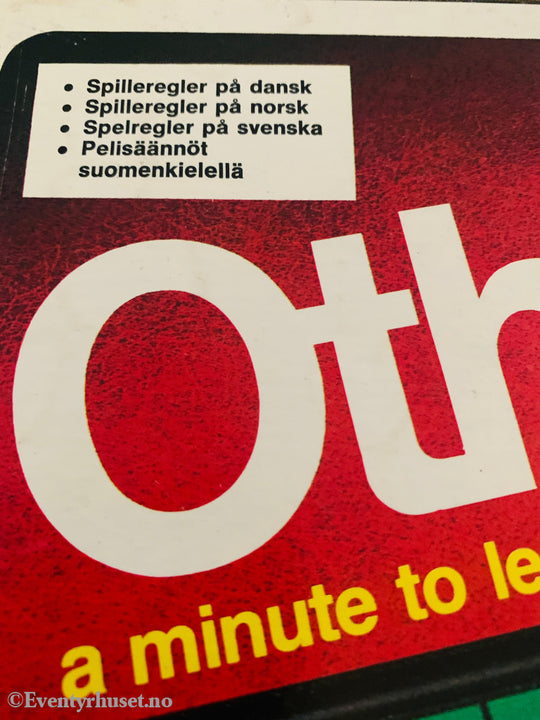 • Spilleregler på dansk
• Spilleregler på norsk
• Spelregler på svenska
• Pelisäännöt
suomenkielellä
Oth
a minute to le
©Eventyrhuset.no